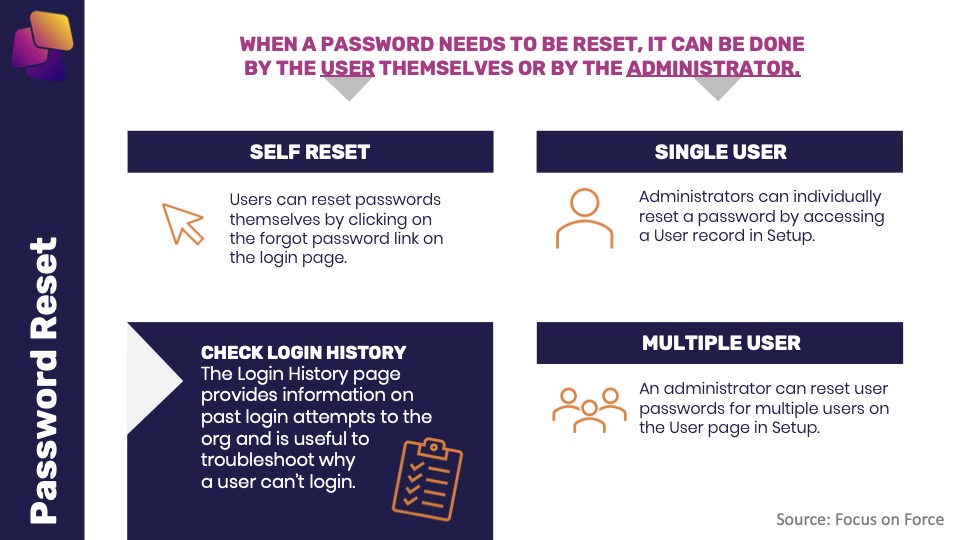 Password Reset
WHEN A PASSWORD NEEDS TO BE RESET, IT CAN BE DONE
BY THE USER THEMSELVES OR BY THE ADMINISTRATOR.
SELF RESET
Users can reset passwords
themselves by clicking on
the forgot password link on
the login page.
SINGLE USER
Administrators can individually
reset a password by accessing
a User record in Setup.
CHECK LOGIN HISTORY
The Login History page
provides information on
past login attempts to the
org and is useful to
troubleshoot why
a user can't login.
MULTIPLE USER
An administrator can reset user
passwords for multiple users on
the User page in Setup.
Source: Focus on Force